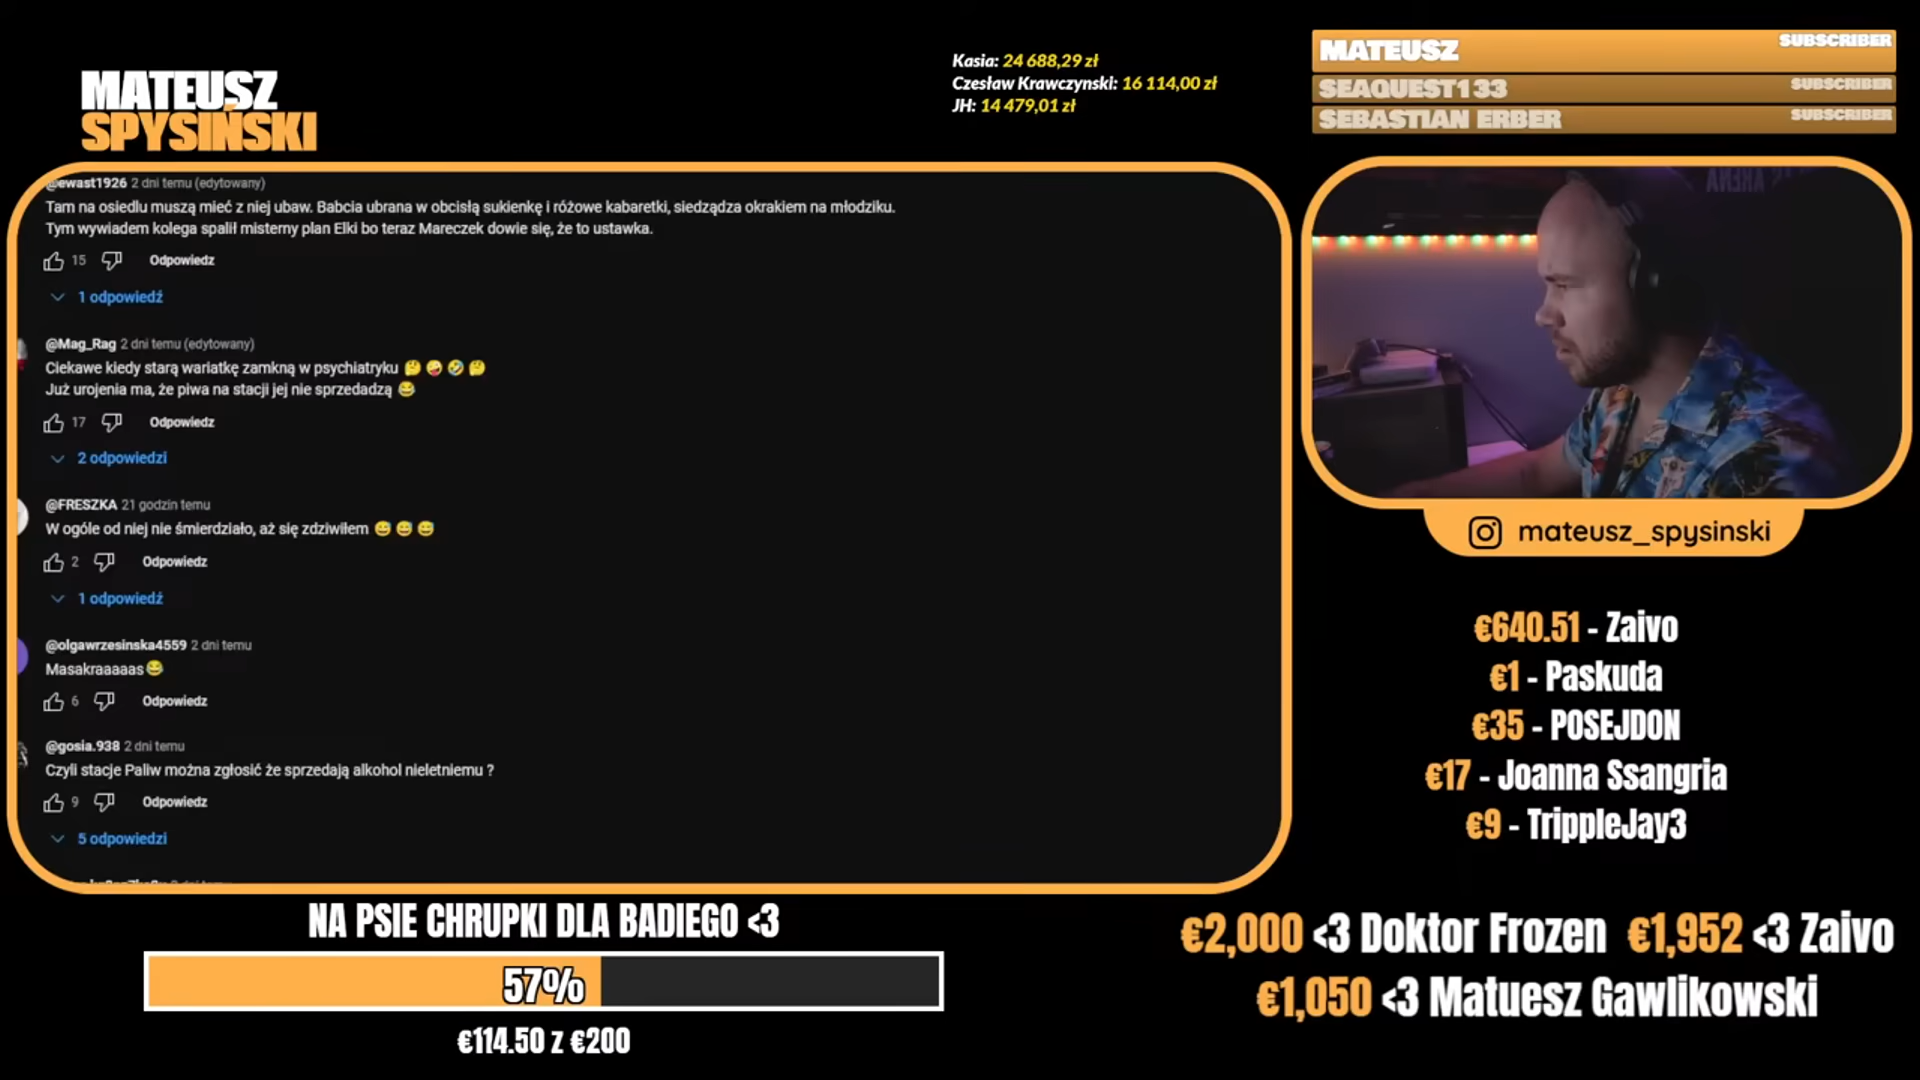 MATEUSZ
SPYSIŃSKI
Kasia: 24 688,29 zł
Czesław Krawczynski: 16 114,00 zł
JH: 14 479,01 zł
MATEUSZ SUBSCRIBER
SEAQUEST133 SUBSCRIBER
SEBASTIAN ERBER SUBSCRIBER
@ewast1926 2 dni temu (edytowany)
Tam na osiedlu muszą mieć z niej ubaw. Babcia ubrana w obcisłą sukienkę i różowe kabaretki, siedządza okrakiem na młodziku.
Tym wywiadem kolega spalił misterny plan Elki bo teraz Mareczek dowie się, że to ustawka.
15 Odpowiedz
1 odpowiedź
@Mag_Rag 2 dni temu (edytowany)
Ciekawe kiedy starą wariatkę zamkną w psychiatryku 🤔🤪🤣🤔
Już urojenia ma, że piwa na stacji jej nie sprzedadzą 😂
17 Odpowiedz
2 odpowiedzi
@FRESZKA 21 godzin temu
W ogóle od niej nie śmierdziało, aż się zdziwiłem 😅😅😅
2 Odpowiedz
1 odpowiedź
@olgawrzesinska4559 2 dni temu
Masakraaaaas😂
6 Odpowiedz
@gosia.938 2 dni temu
Czyli stacje Paliw można zgłosić że sprzedają alkohol nieletniemu ?
9 Odpowiedz
5 odpowiedzi
mateusz_spysinski
€640.51 - Zaivo
€1 - Paskuda
€35 - POSEJDON
€17 - Joanna Ssangria
€9 - TrippleJay3
NA PSIE CHRUPKI DLA BADIEGO <3
57%
€114.50 z €200
€2,000 <3 Doktor Frozen €1,952 <3 Zaivo
€1,050 <3 Matuesz Gawlikowski